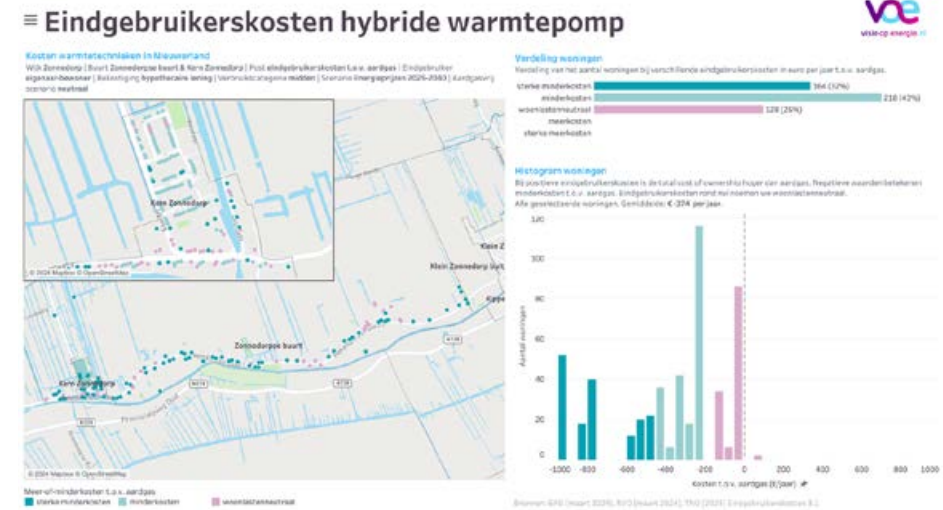 ≡ Eindgebruikerskosten hybride warmtepomp
voe
visie op energie.nl
Kosten warmtetechnieken in Nieuwerland
Wijk Zonnedorp | Buurt Zonnedorpse buurt & Kern Zonnedorp | Post eindgebruikerskosten t.o.v. aardgas | Eindgebruiker
eigenaar-bewoner | Bekostiging hypothecaire lening | Verbruikscategorie midden | Scenario Energieprijzen 2025-2040 | Aardgasvrij
scenario neutraal
Kern Zonnedorp
© 2024 Mapbox © OpenStreetMap
Klein Z
Klein Zonnedorp buit
Zonnedorpse buurt
Kern Zonnedorp
© 2024 Mapbox © OpenStreetMap
Meer-of-minderkosten t.o.v. aardgas
sterke minderkosten
minderkosten
woonlastenneutraal
Verdeling woningen
Verdeling van het aantal woningen bij verschillende eindgebruikerskosten in euro per jaar t.o.v. aardgas.
sterke minderkosten 164 (32%)
minderkosten 218 (43%)
woonlastenneutraal 128 (25%)
meerkosten
sterke meerkosten
Histogram woningen
Bij positieve eindgebruikerskosten is de total cost of ownership hoger dan aardgas. Negatieve waarden betekenen
minderkosten t.o.v. aardgas. Eindgebruikerskosten rond nul noemen we woonlastenneutraal.
Alle geselecteerde woningen. Gemiddelde: € -374 per jaar.
120
100
80
60
40
20
0
Aantal woningen
-1000 -800 -600 -400 -200 0 200 400 600 800 1000
Kosten t.o.v. aardgas (€/jaar)